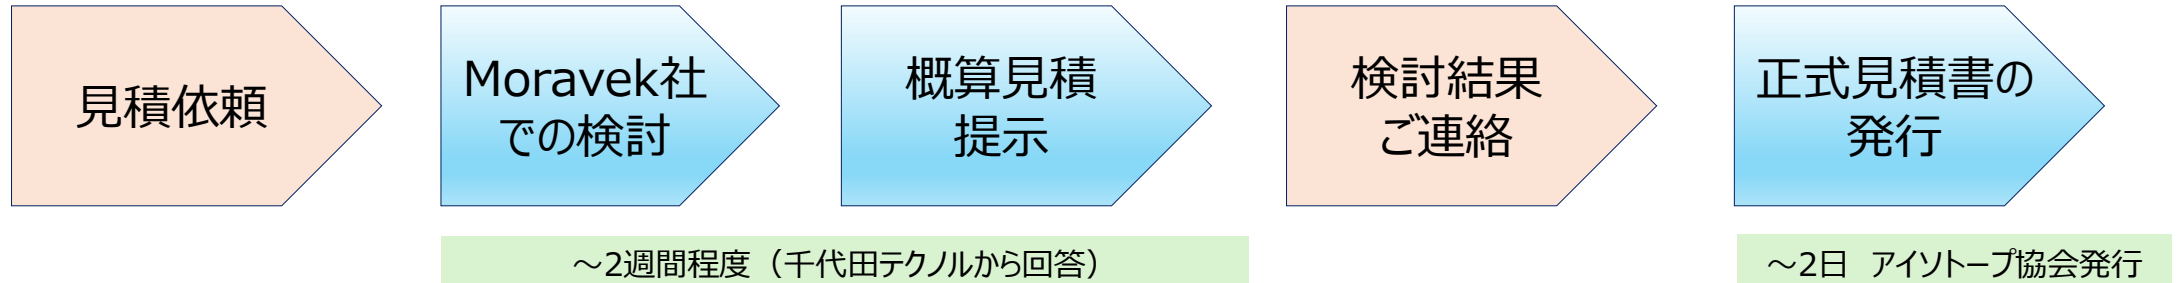 見積依頼
Moravek社
での検討
概算見積
提示
検討結果
ご連絡
正式見積書の
発行
～2週間程度（千代田テクノルから回答）
～2日　アイソトープ協会発行